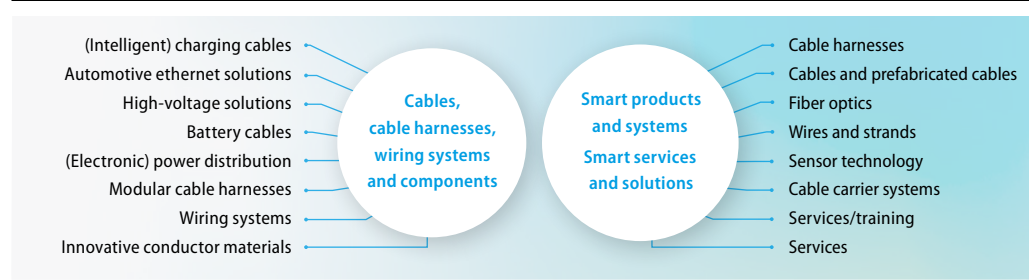 (Intelligent) charging cables
Automotive ethernet solutions
High-voltage solutions
Battery cables
(Electronic) power distribution
Modular cable harnesses
Wiring systems
Innovative conductor materials
Cables,
cable harnesses,
wiring systems
and components
Smart products
and systems
Smart services
and solutions
Cable harnesses
Cables and prefabricated cables
Fiber optics
Wires and strands
Sensor technology
Cable carrier systems
Services/training
Services